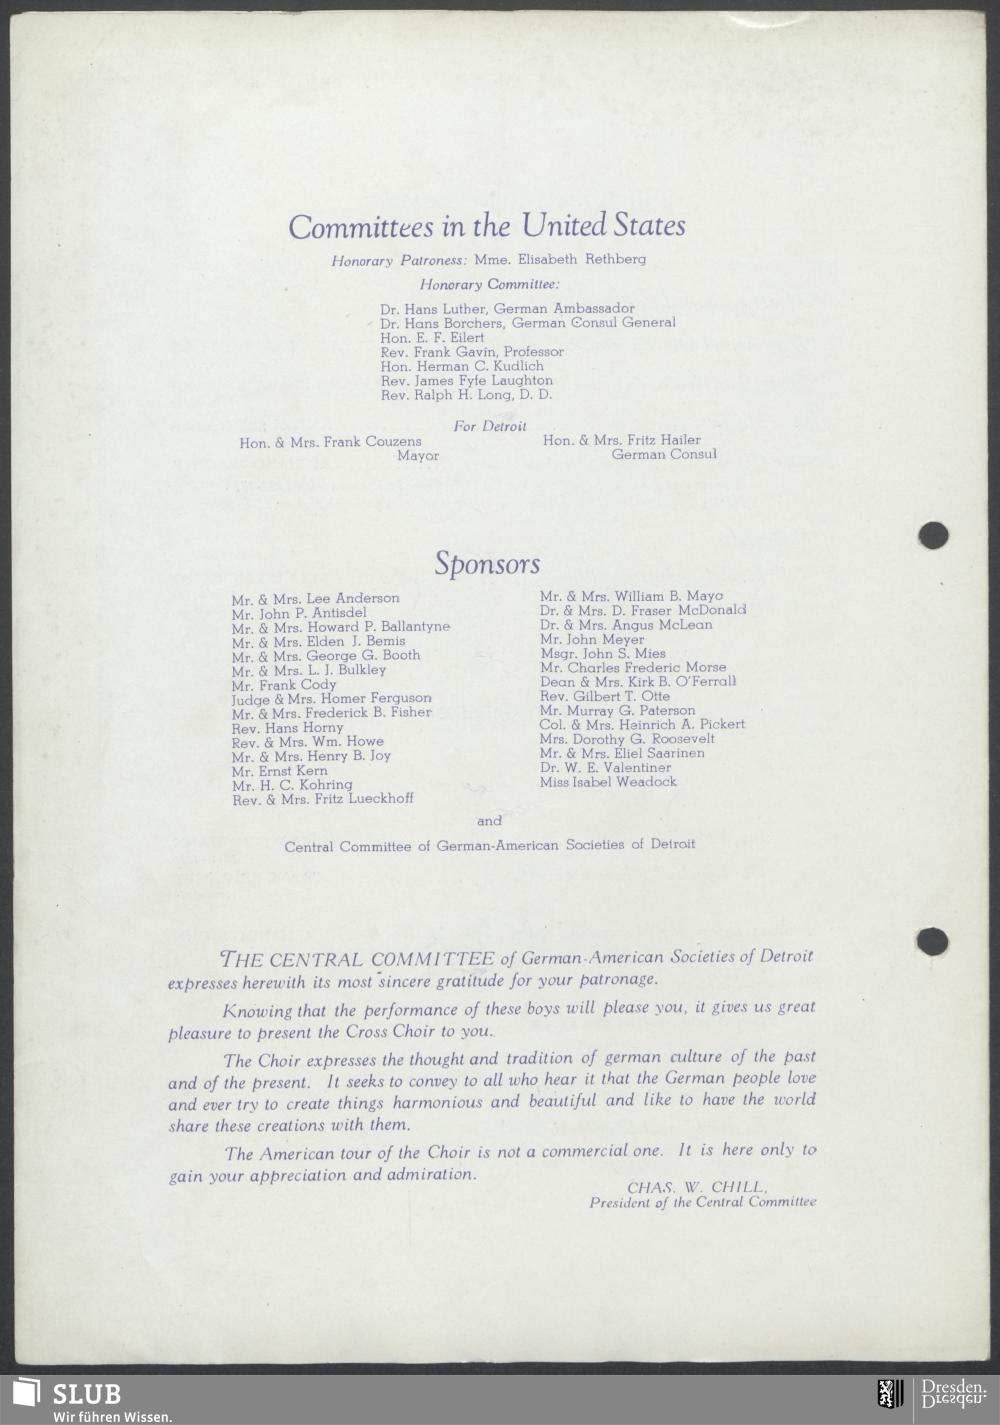 Committees in the United States
Honorary Patroness: Mme. Elisabeth Rethberg
Honorary Committee:
Dr. Hans Luther, German Ambassador
Dr. Hans Borchers, German Consul General
Hon. E. F. Eilert
Rev. Frank Gavin, Professor
Hon. Herman C. Kudlich
Rev. James Fyfe Laughton
Rev. Ralph H. Long, D. D.
For Detroit
Hon. & Mrs. Frank Couzens
Mayor
Hon. & Mrs. Fritz Hailer
German Consul
Sponsors
Mr. & Mrs. Lee Anderson
Mr. John P. Antisdel
Mr. & Mrs. Howard P. Ballantyne
Mr. & Mrs. Elden J. Bemis
Mr. & Mrs. George G. Booth
Mr. & Mrs. L. J. Bulkley
Mr. Frank Cody
Judge & Mrs. Homer Ferguson
Mr. & Mrs. Frederick B. Fisher
Rev. Hans Horny
Rev. & Mrs. Wm. Howe
Mr. & Mrs. Henry B. Joy
Mr. Ernst Kern
Mr. H. C. Kohring
Rev. & Mrs. Fritz Lueckhoff
Mr. & Mrs. William B. Mayo
Dr. & Mrs. D. Fraser McDonald
Dr. & Mrs. Angus McLean
Mr. John Meyer
Msgr. John S. Mies
Mr. Charles Frederic Morse
Dean & Mrs. Kirk B. O'Ferrall
Rev. Gilbert T. Otte
Mr. Murray G. Paterson
Col. & Mrs. Heinrich A. Pickert
Mrs. Dorothy G. Roosevelt
Mr. & Mrs. Eliel Saarinen
Dr. W. E. Valentiner
Miss Isabel Weadock
and
Central Committee of German-American Societies of Detroit
THE CENTRAL COMMITTEE of German-American Societies of Detroit
expresses herewith its most sincere gratitude for your patronage.
Knowing that the performance of these boys will please you, it gives us great
pleasure to present the Cross Choir to you.
The Choir expresses the thought and tradition of german culture of the past
and of the present. It seeks to convey to all who hear it that the German people love
and ever try to create things harmonious and beautiful and like to have the world
share these creations with them.
The American tour of the Choir is not a commercial one. It is here only to
gain your appreciation and admiration.
CHAS. W. CHILL,
President of the Central Committee
SLUB
Wir führen Wissen.
Dresden.
Dresden.